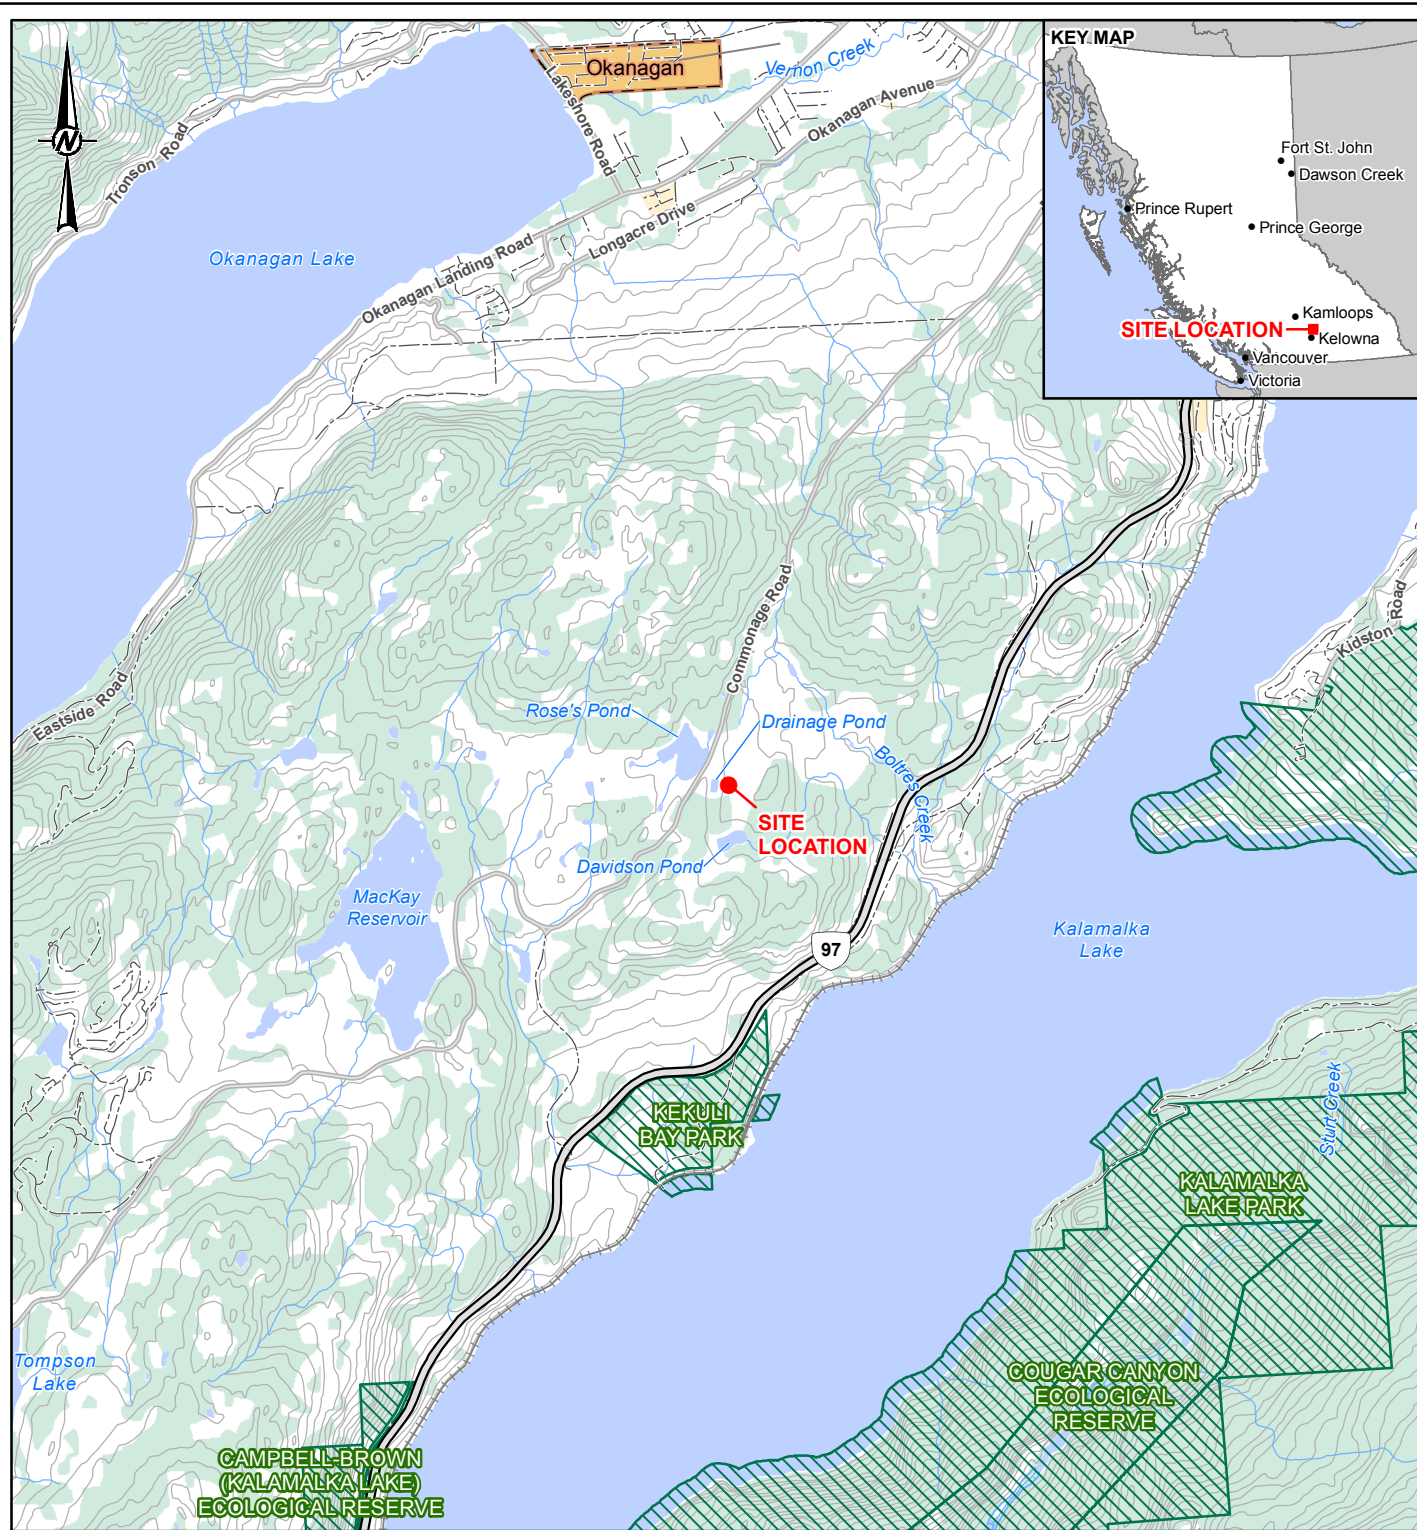 KEY MAP
Okanagan
Vernon Creek
Lakeshore Road
Okanagan Avenue
Tronson Road
Fort St. John
Dawson Creek
Prince Rupert
Prince George
N
Okanagan Lake
Longacre Drive
Okanagan Landing Road
Kamloops
SITE LOCATION
Kelowna
Vancouver
Victoria
Commonage Road
Kidston Road
Eastside Road
Rose's Pond
Drainage Pond
Boltres Creek
SITE
LOCATION
Davidson Pond
MacKay
Reservoir
97
Kalamalka
Lake
KEKULI
BAY PARK
Sturt Creek
KALAMALKA
LAKE PARK
Tompson
Lake
COUGAR CANYON
ECOLOGICAL
RESERVE
CAMPBELL-BROWN
(KALAMALKA LAKE)
ECOLOGICAL RESERVE